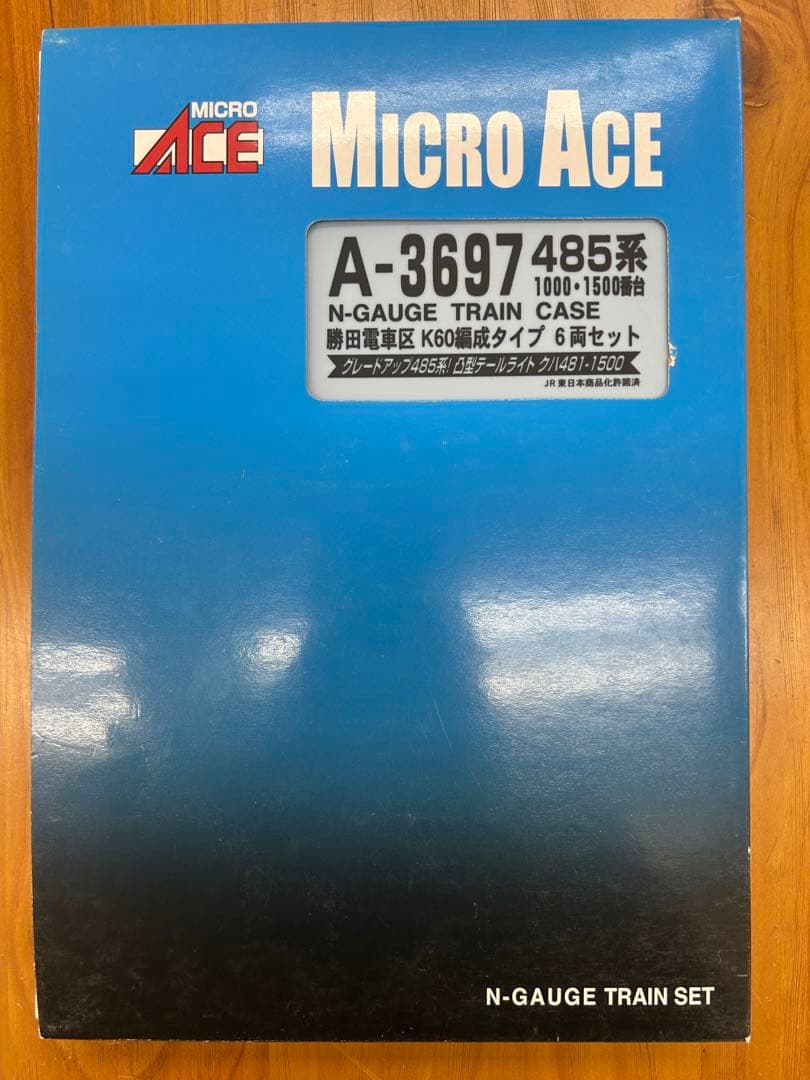 MICRO
ACE
MICRO ACE
A-3697 485系
1000・1500番台
N-GAUGE TRAIN CASE
勝田電車区 K60編成タイプ 6両セット
グレードアップ485系!凸型テールライト クハ481-1500
JR東日本商品化許諾済
N-GAUGE TRAIN SET